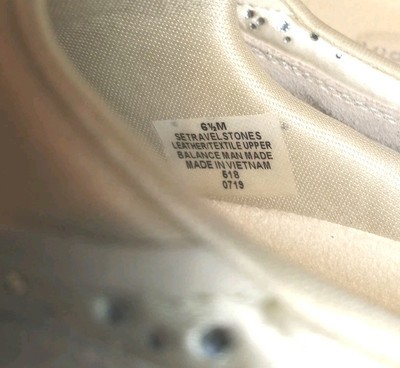 6½M
SETRAVELSTONES
LEATHER/TEXTILE UPPER
BALANCE MAN MADE
MADE IN VIETNAM
618
0719